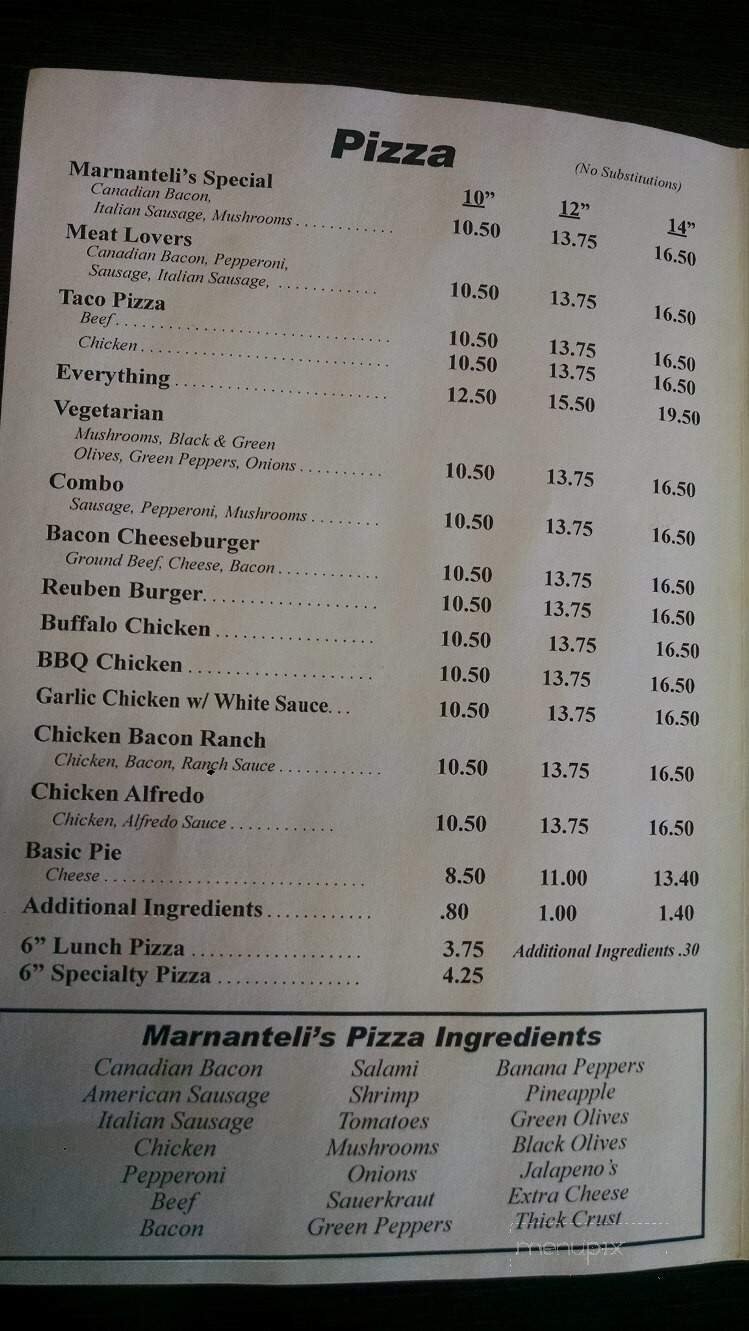 Pizza
(No Substitutions)
10” 12” 14”
Marnanteli’s Special
Canadian Bacon,
Italian Sausage, Mushrooms . . . . . . . . . . . . 10.50 13.75 16.50
Meat Lovers
Canadian Bacon, Pepperoni,
Sausage, Italian Sausage, . . . . . . . . . . . . 10.50 13.75 16.50
Taco Pizza
Beef . . . . . . . . . . . . . . . . . . . . . . . . . . . . . 10.50 13.75 16.50
Chicken . . . . . . . . . . . . . . . . . . . . . . . . . . 10.50 13.75 16.50
Everything . . . . . . . . . . . . . . . . . . . . . . . 12.50 15.50 19.50
Vegetarian
Mushrooms, Black & Green
Olives, Green Peppers, Onions . . . . . . . . . . 10.50 13.75 16.50
Combo
Sausage, Pepperoni, Mushrooms . . . . . . . . 10.50 13.75 16.50
Bacon Cheeseburger
Ground Beef, Cheese, Bacon . . . . . . . . . . . . 10.50 13.75 16.50
Reuben Burger. . . . . . . . . . . . . . . . . . . . 10.50 13.75 16.50
Buffalo Chicken . . . . . . . . . . . . . . . . . . 10.50 13.75 16.50
BBQ Chicken . . . . . . . . . . . . . . . . . . . . . 10.50 13.75 16.50
Garlic Chicken w/ White Sauce. . . 10.50 13.75 16.50
Chicken Bacon Ranch
Chicken, Bacon, Ranch Sauce . . . . . . . . . . . . 10.50 13.75 16.50
Chicken Alfredo
Chicken, Alfredo Sauce . . . . . . . . . . . . 10.50 13.75 16.50
Basic Pie
Cheese . . . . . . . . . . . . . . . . . . . . . . . . . . . . 8.50 11.00 13.40
Additional Ingredients . . . . . . . . . . . . .80 1.00 1.40
6” Lunch Pizza . . . . . . . . . . . . . . . . . . . 3.75 Additional Ingredients .30
6” Specialty Pizza . . . . . . . . . . . . . . . . 4.25
Marnanteli’s Pizza Ingredients
Canadian Bacon Salami Banana Peppers
American Sausage Shrimp Pineapple
Italian Sausage Tomatoes Green Olives
Chicken Mushrooms Black Olives
Pepperoni Onions Jalapeno’s
Beef Sauerkraut Extra Cheese
Bacon Green Peppers Thick Crust
menupix